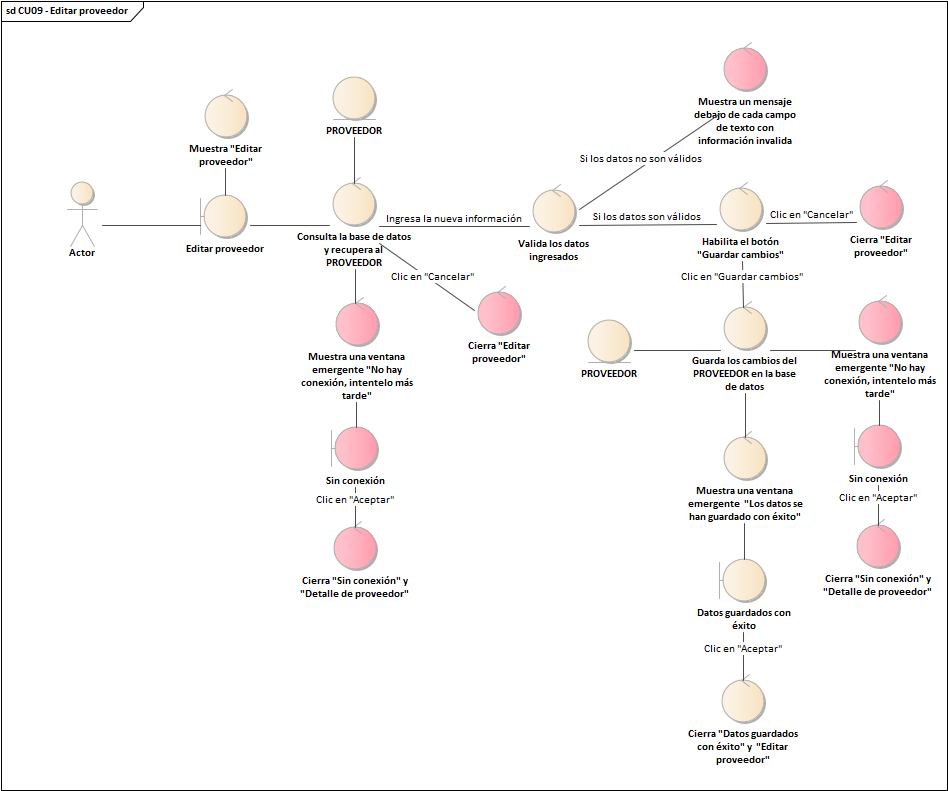 sd CU09 - Editar proveedor
Muestra un mensaje
debajo de cada campo
de texto con
información invalida
PROVEEDOR
Muestra "Editar
proveedor"
Si los datos no son válidos
Actor
Editar proveedor
Consulta la base de datos
y recupera al
PROVEEDOR
Ingresa la nueva información
Valida los datos
ingresados
Si los datos son válidos
Habilita el botón
"Guardar cambios"
Clic en "Cancelar"
Cierra "Editar
proveedor"
Clic en "Cancelar"
Cierra "Editar
proveedor"
Clic en "Guardar cambios"
Muestra una ventana
emergente "No hay
conexión, intentelo más
tarde"
PROVEEDOR
Guarda los cambios del
PROVEEDOR en la base
de datos
Muestra una ventana
emergente "No hay
conexión, intentelo más
tarde"
Sin conexión
Clic en "Aceptar"
Cierra "Sin conexión" y
"Detalle de proveedor"
Muestra una ventana
emergente "Los datos se
han guardado con éxito"
Sin conexión
Clic en "Aceptar"
Cierra "Sin conexión" y
"Detalle de proveedor"
Datos guardados con
éxito
Clic en "Aceptar"
Cierra "Datos guardados
con éxito" y "Editar
proveedor"